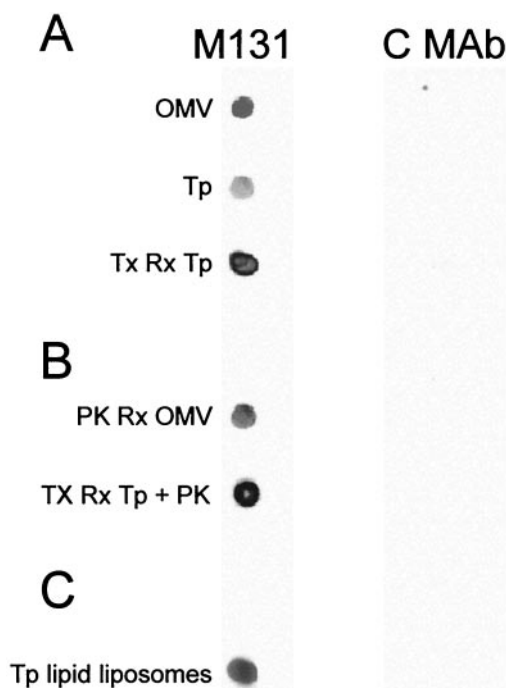 A
M131 C MAb
OMV
Tp
Tx Rx Tp
B
PK Rx OMV
TX Rx Tp + PK
C
Tp lipid liposomes